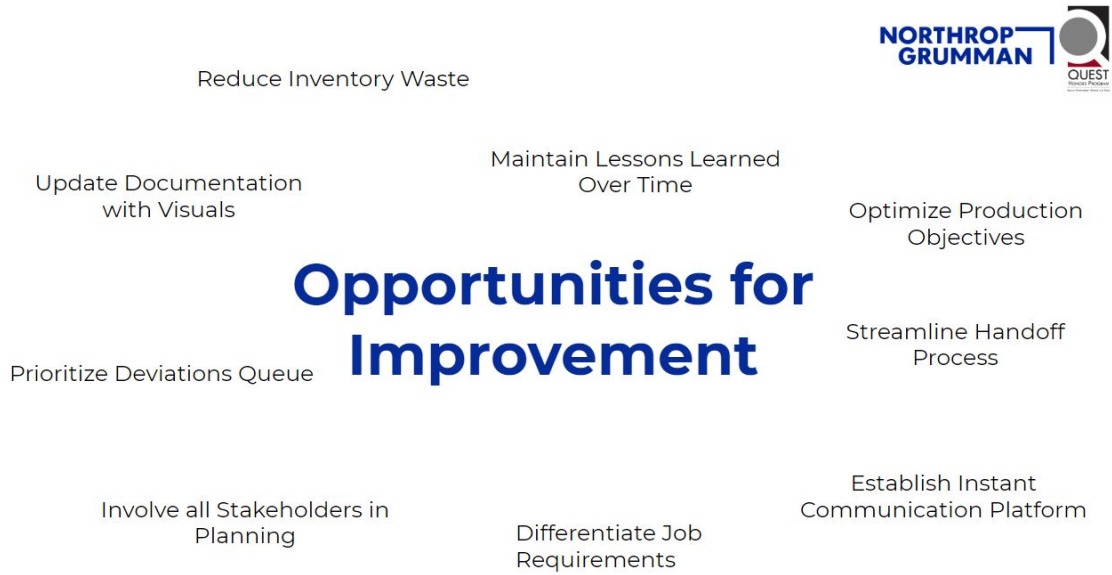 NORTHROP
GRUMMAN
QUEST
HONORS PROGRAM
Reduce Inventory Waste
Maintain Lessons Learned
Over Time
Update Documentation
with Visuals
Optimize Production
Objectives
Opportunities for
Improvement
Streamline Handoff
Process
Prioritize Deviations Queue
Establish Instant
Communication Platform
Involve all Stakeholders in
Planning
Differentiate Job
Requirements